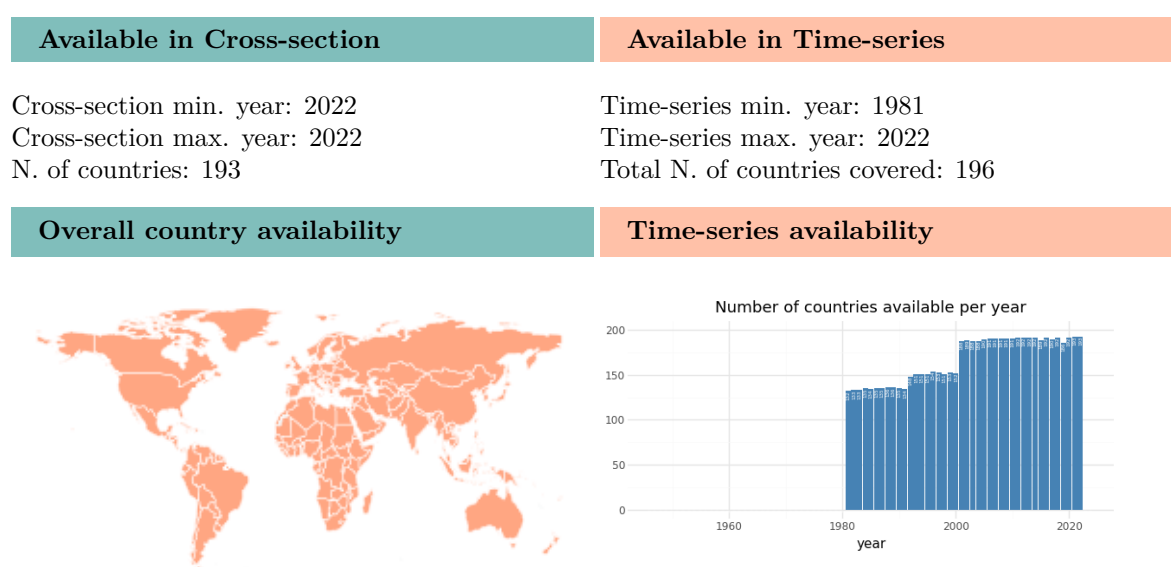 Available in Cross-section
Available in Time-series
Cross-section min. year: 2022
Cross-section max. year: 2022
N. of countries: 193
Time-series min. year: 1981
Time-series max. year: 2022
Total N. of countries covered: 196
Overall country availability
Time-series availability
Number of countries available per year
200
150
100
50
0
1960
1980
2000
2020
year